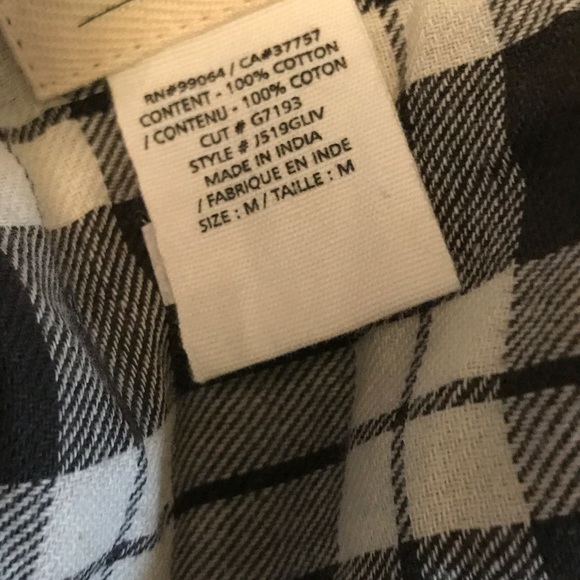 RN#99064 / CA#37757
CONTENT - 100% COTTON
/ CONTENU - 100% COTON
CUT # G7193
STYLE # J519GLIV
MADE IN INDIA
/ FABRIQUE EN INDE
SIZE : M / TAILLE : M